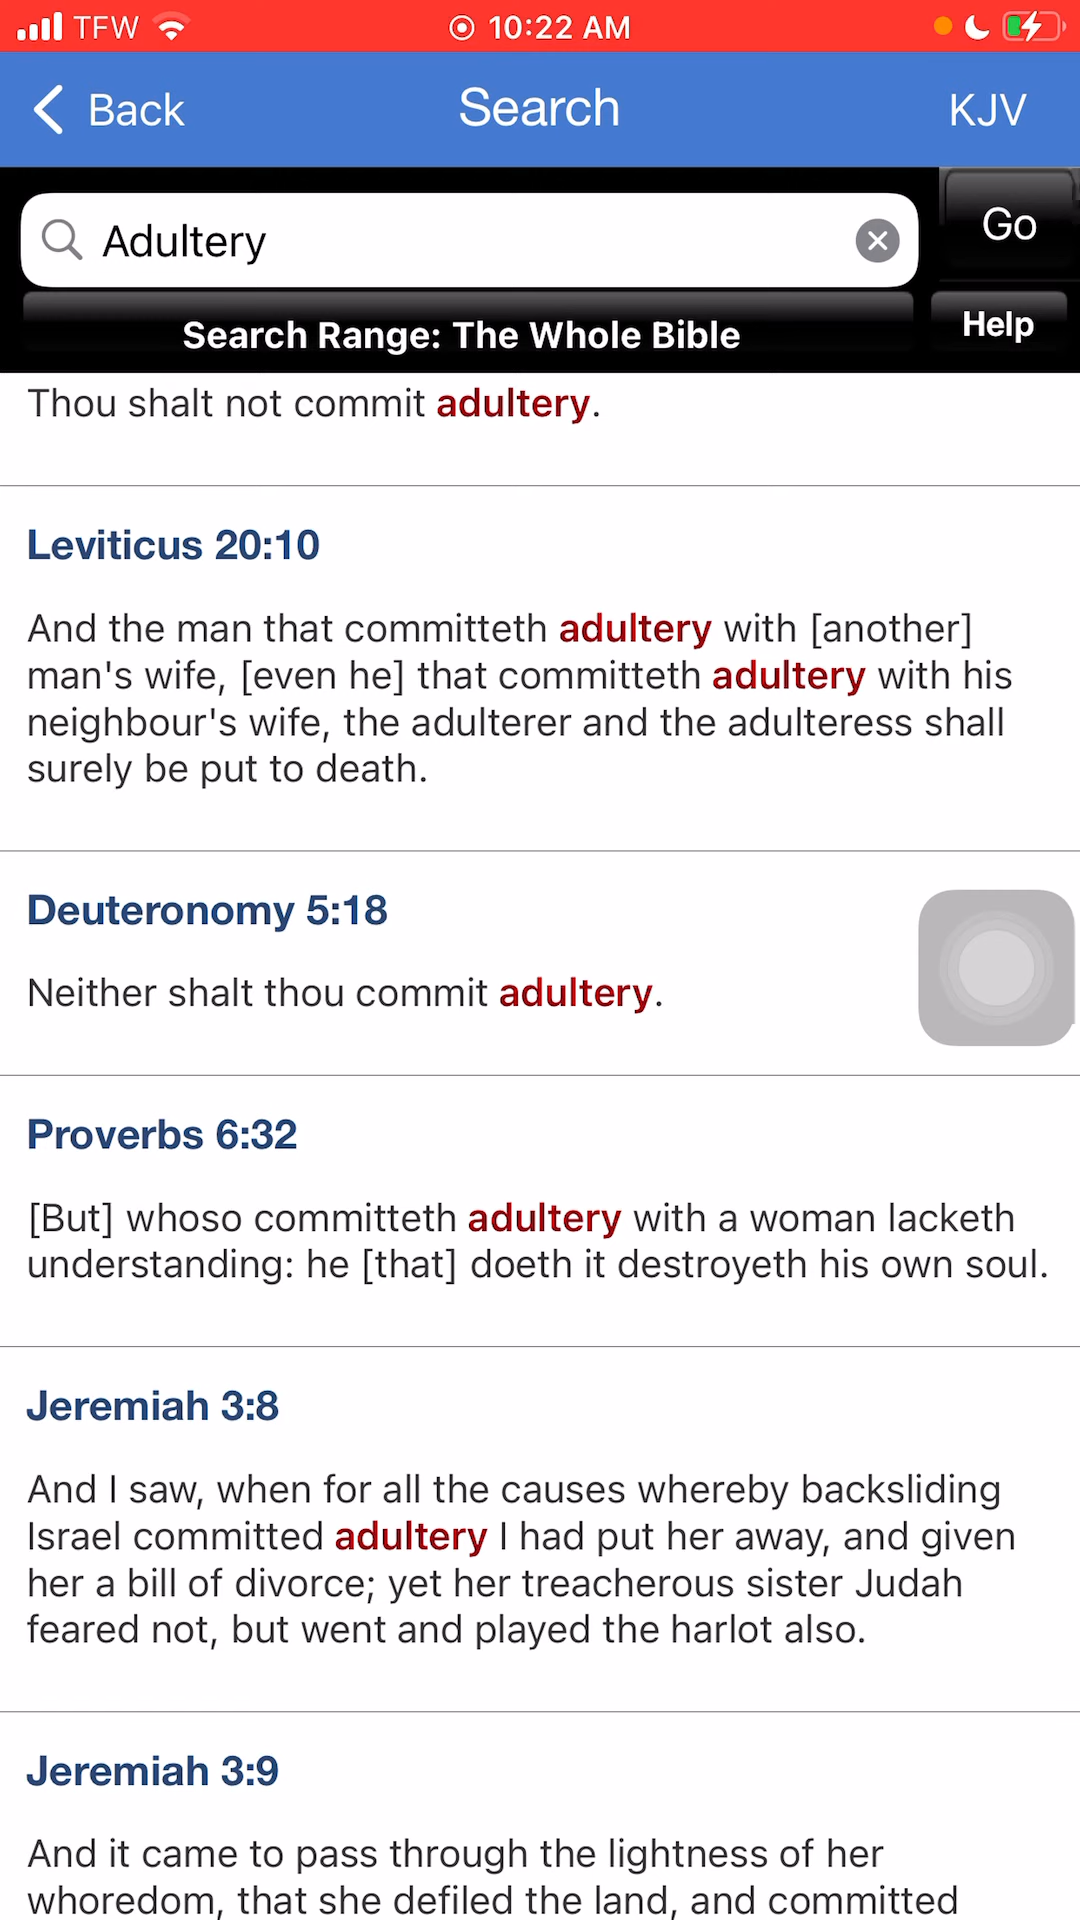 TFW 10:22 AM
Back Search KJV
Adultery Go
Search Range: The Whole Bible Help
Thou shalt not commit adultery.
Leviticus 20:10
And the man that committeth adultery with [another]
man's wife, [even he] that committeth adultery with his
neighbour's wife, the adulterer and the adulteress shall
surely be put to death.
Deuteronomy 5:18
Neither shalt thou commit adultery.
Proverbs 6:32
[But] whoso committeth adultery with a woman lacketh
understanding: he [that] doeth it destroyeth his own soul.
Jeremiah 3:8
And I saw, when for all the causes whereby backsliding
Israel committed adultery I had put her away, and given
her a bill of divorce; yet her treacherous sister Judah
feared not, but went and played the harlot also.
Jeremiah 3:9
And it came to pass through the lightness of her
whoredom, that she defiled the land, and committed